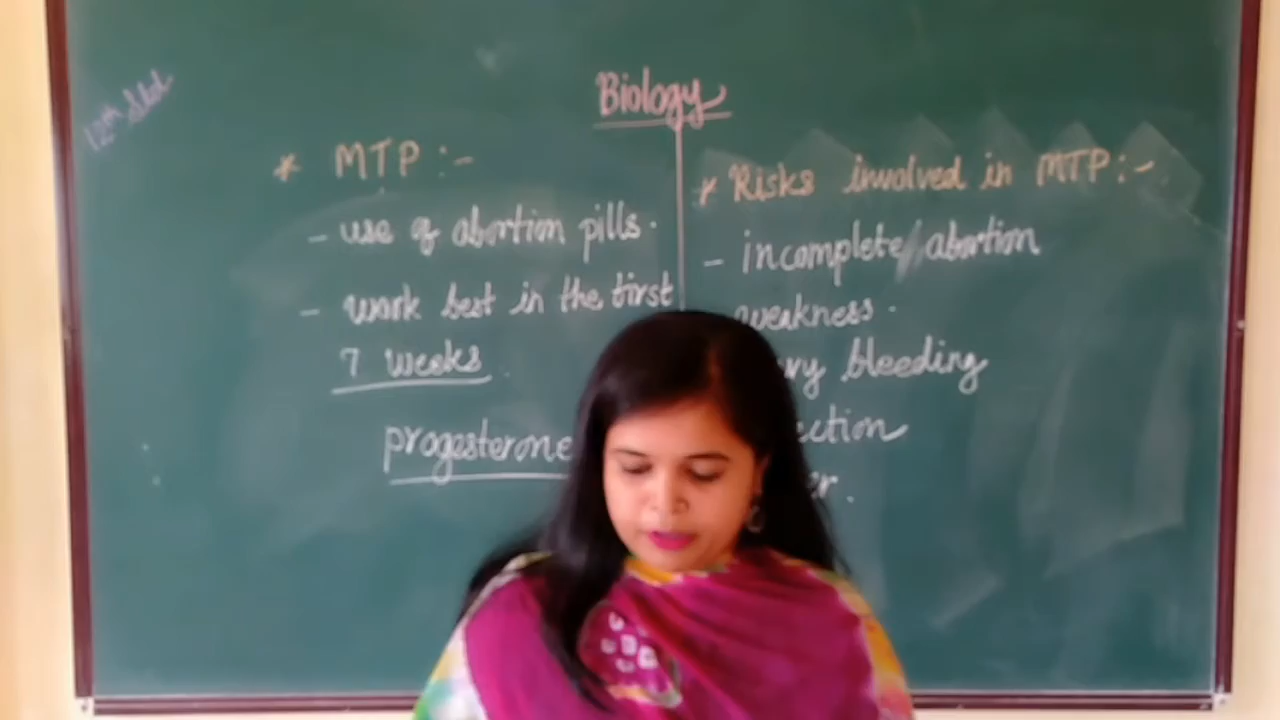 12th Std.
Biology
* MTP :-
- use of abortion pills.
- work best in the first
7 weeks.
progesterone
* Risks involved in MTP:-
- incomplete abortion
weakness.
bleeding